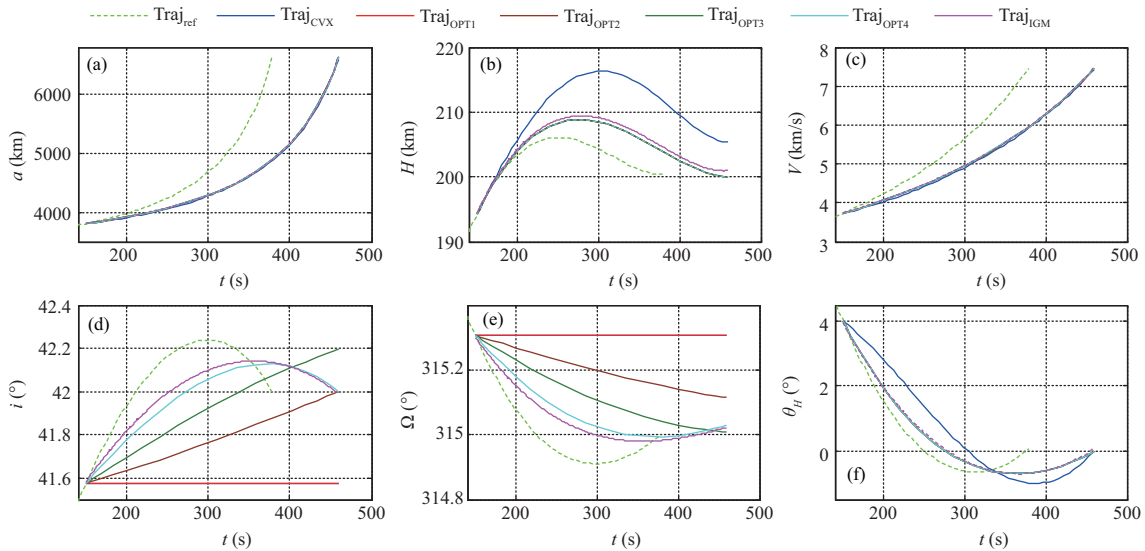 Traj_ref Traj_CVX Traj_OPT1 Traj_OPT2 Traj_OPT3 Traj_OPT4 Traj_IGM
(a)
a (km)
6000
5000
4000
200 300 400 500
t (s)
(b)
H (km)
220
210
200
190
200 300 400 500
t (s)
(c)
V (km/s)
8
7
6
5
4
3
200 300 400 500
t (s)
(d)
i (°)
42.4
42.2
42
41.8
41.6
200 300 400 500
t (s)
(e)
Ω (°)
315.2
315
314.8
200 300 400 500
t (s)
(f)
θ_H (°)
4
2
0
200 300 400 500
t (s)